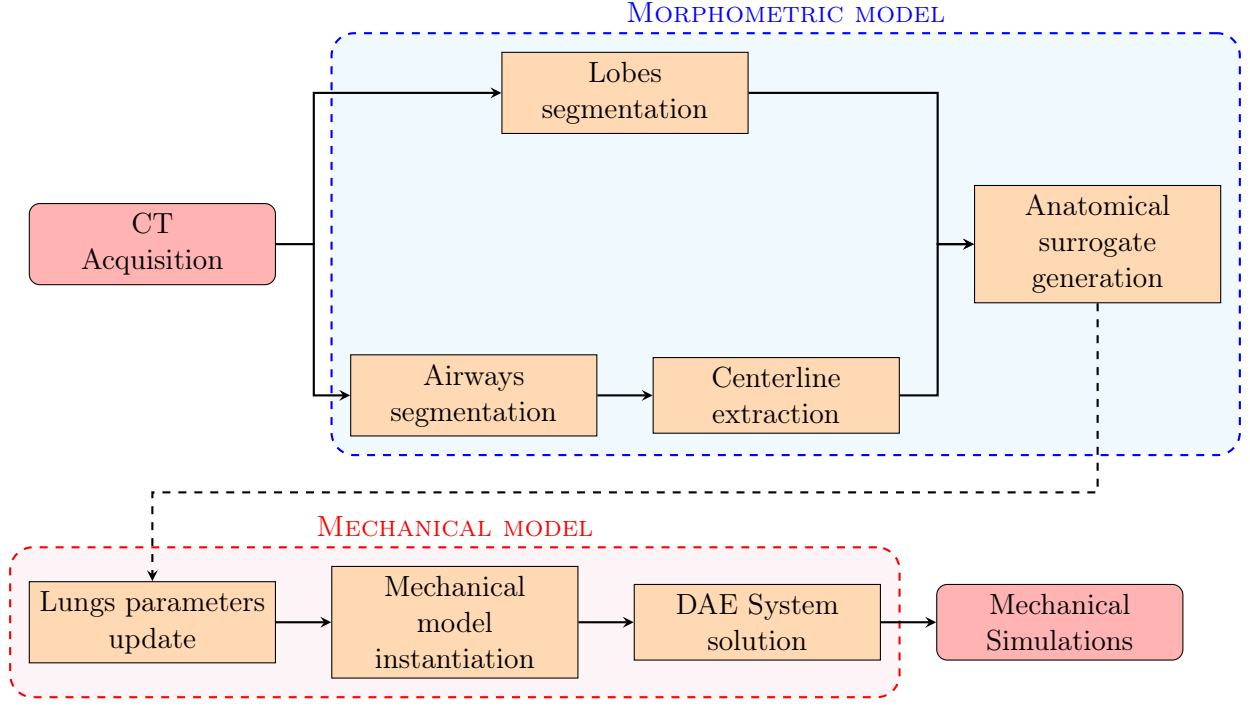 MORPHOMETRIC MODEL
Lobes
segmentation
CT
Acquisition
Anatomical
surrogate
generation
Airways
segmentation
Centerline
extraction
MECHANICAL MODEL
Lungs parameters
update
Mechanical
model
instantiation
DAE System
solution
Mechanical
Simulations